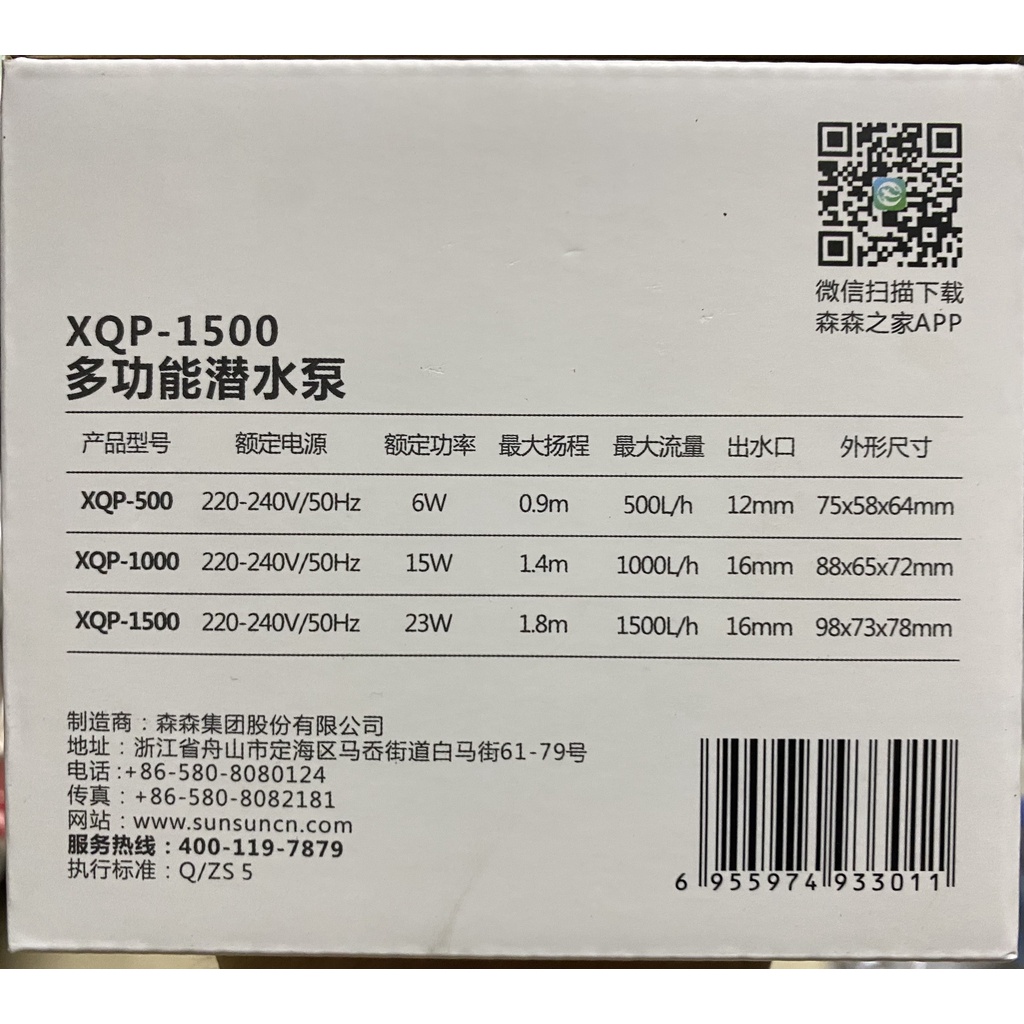 微信扫描下载
森森之家APP
XQP-1500
多功能潜水泵
产品型号 额定电源 额定功率 最大扬程 最大流量 出水口 外形尺寸
XQP-500 220-240V/50Hz 6W 0.9m 500L/h 12mm 75x58x64mm
XQP-1000 220-240V/50Hz 15W 1.4m 1000L/h 16mm 88x65x72mm
XQP-1500 220-240V/50Hz 23W 1.8m 1500L/h 16mm 98x73x78mm
制造商：森森集团股份有限公司
地址：浙江省舟山市定海区马岙街道白马街61-79号
电话:+86-580-8080124
传真：+86-580-8082181
网站：www.sunsuncn.com
服务热线：400-119-7879
执行标准：Q/ZS 5
6 955974 933011